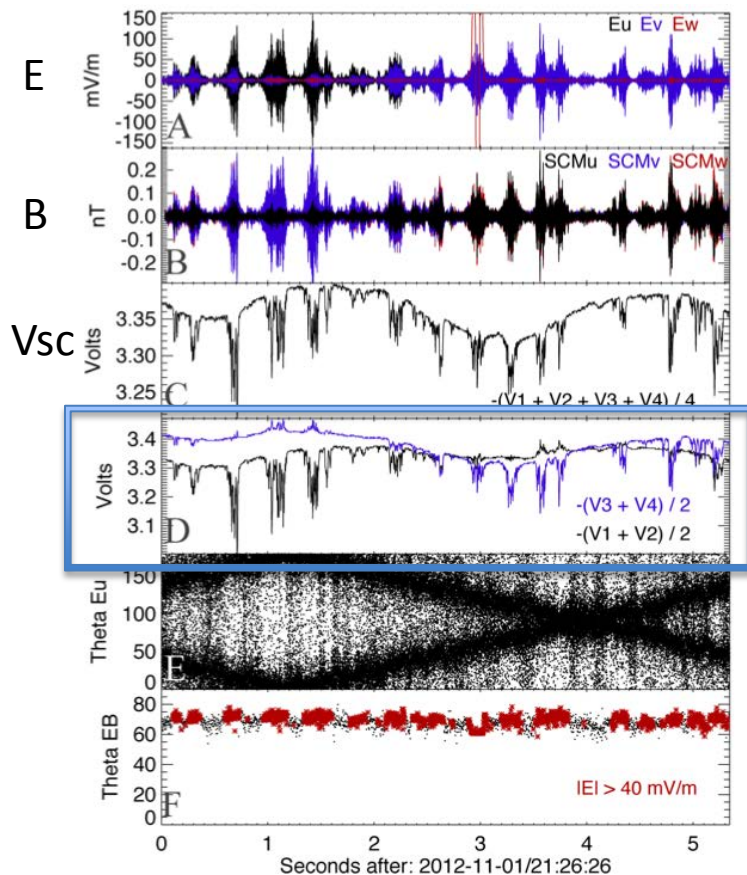 E
mV/m
150
100
50
0
-50
-100
-150
A
Eu Ev Ew
B
nT
0.2
0.1
0.0
-0.1
-0.2
B
SCMu SCMv SCMw
Vsc
Volts
3.35
3.30
3.25
C
-(V1 + V2 + V3 + V4) / 4
Volts
3.4
3.3
3.2
3.1
D
-(V3 + V4) / 2
-(V1 + V2) / 2
Theta Eu
150
100
50
0
E
Theta EB
80
60
40
20
0
F
|E| > 40 mV/m
0 1 2 3 4 5
Seconds after: 2012-11-01/21:26:26